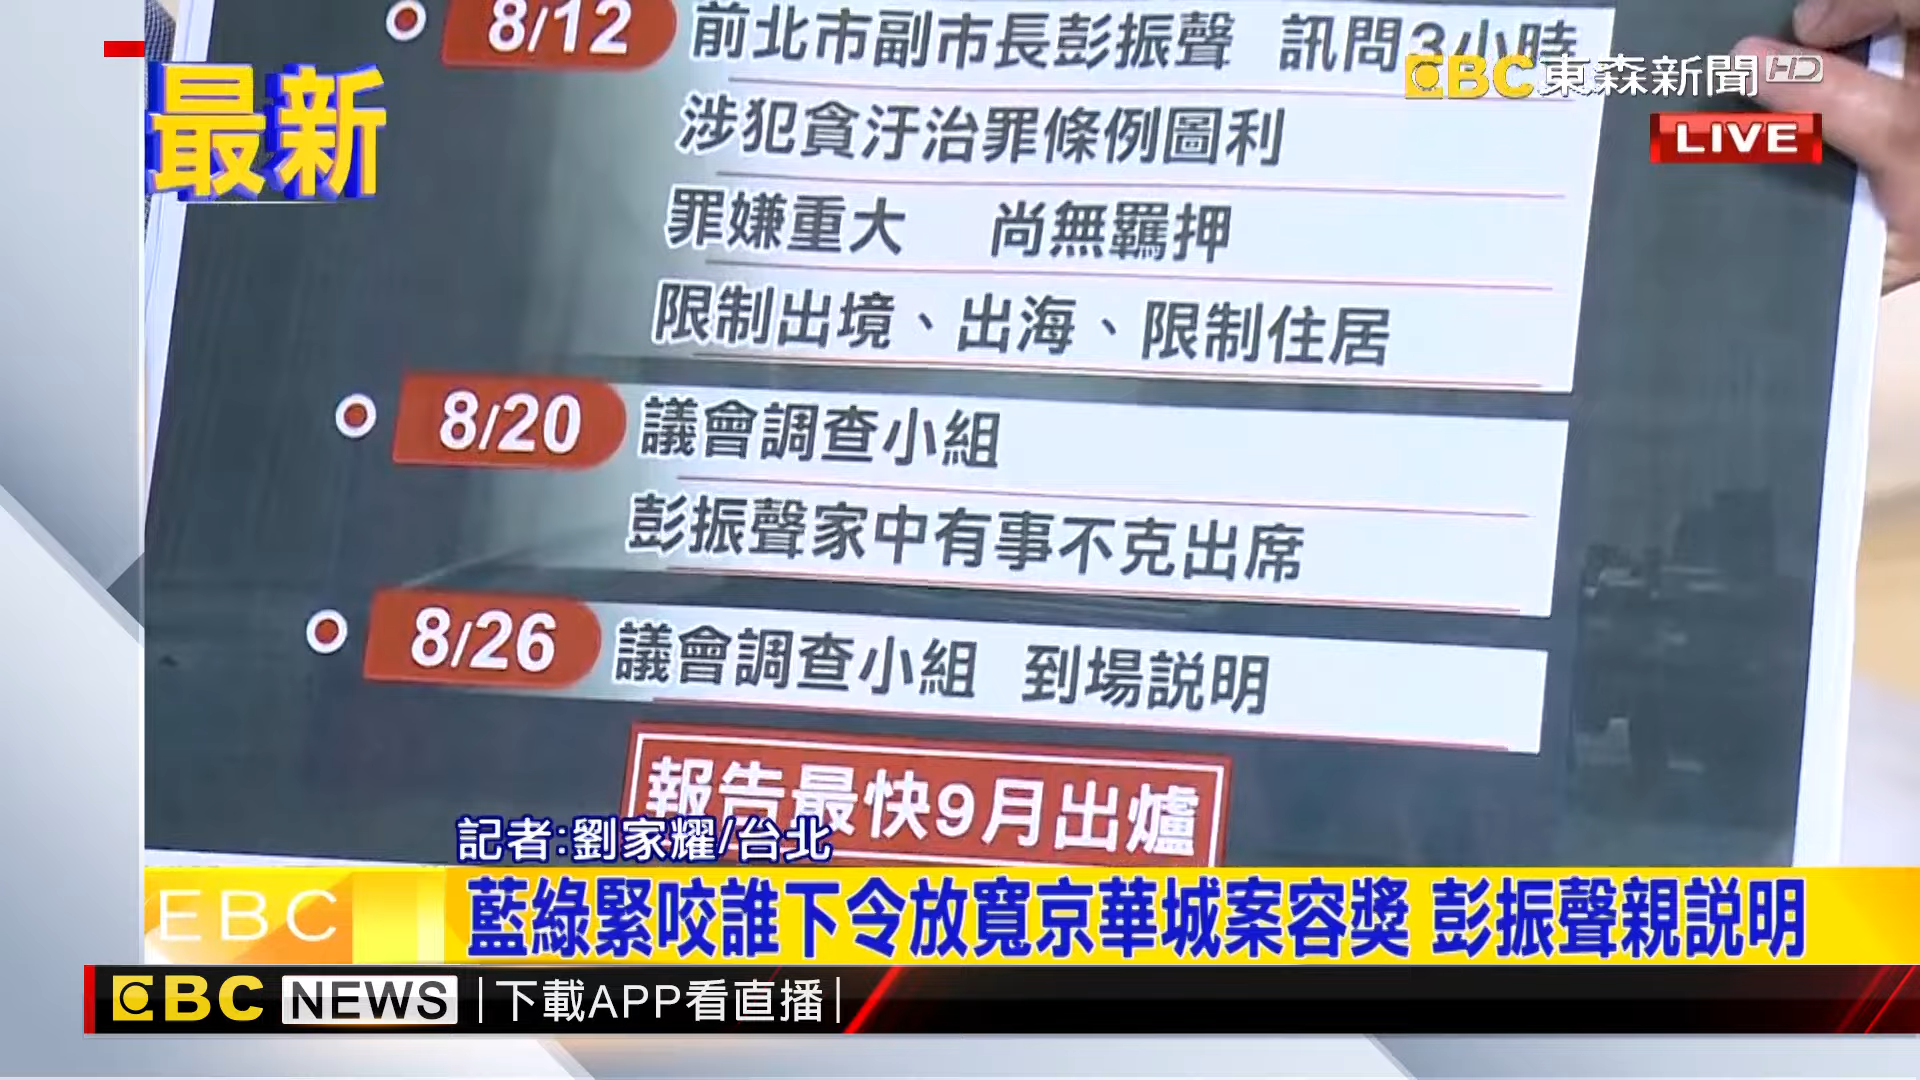 8/12 前北市副市長彭振聲 訊問3小時
EBC東森新聞HD
最新
LIVE
涉犯貪汙治罪條例圖利
罪嫌重大 尚無羈押
限制出境、出海、限制住居
8/20 議會調查小組
彭振聲家中有事不克出席
8/26 議會調查小組 到場說明
報告最快9月出爐
記者:劉家耀/台北
EBC 藍綠緊咬誰下令放寬京華城案容獎 彭振聲親說明
EBC NEWS |下載APP看直播|